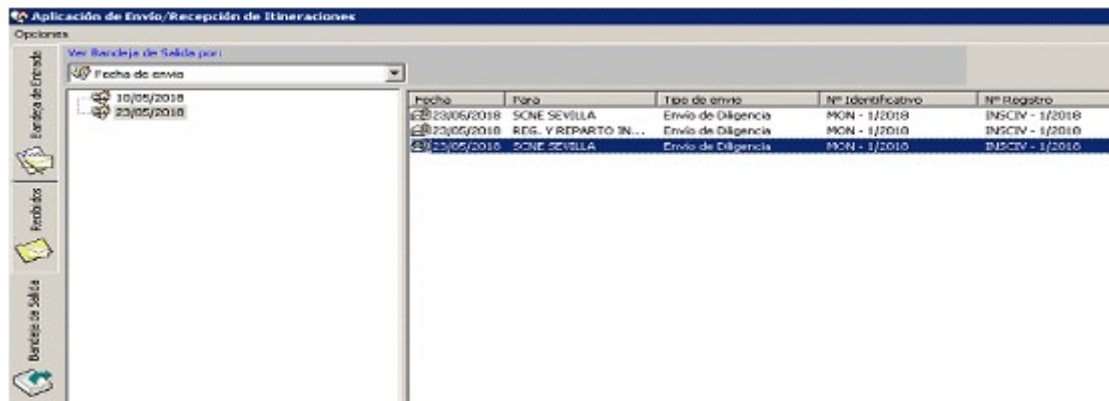 Aplicación de Envío/Recepción de Itineraciones
Opciones
Ver Bandeja de Salida por:
Fecha de envío
10/05/2018
23/05/2018
Bandeja de Entrada
Recibidos
Bandeja de Salida
Fecha Para Tipo de envío Nº Identificativo Nº Registro
23/05/2018 SCNE SEVILLA Envío de Diligencia MON - 1/2018 INSCIV - 1/2018
23/05/2018 REG. Y REPARTO IN... Envío de Diligencia MON - 1/2018 INSCIV - 1/2018
23/05/2018 SCNE SEVILLA Envío de Diligencia MON - 1/2018 INSCIV - 1/2018